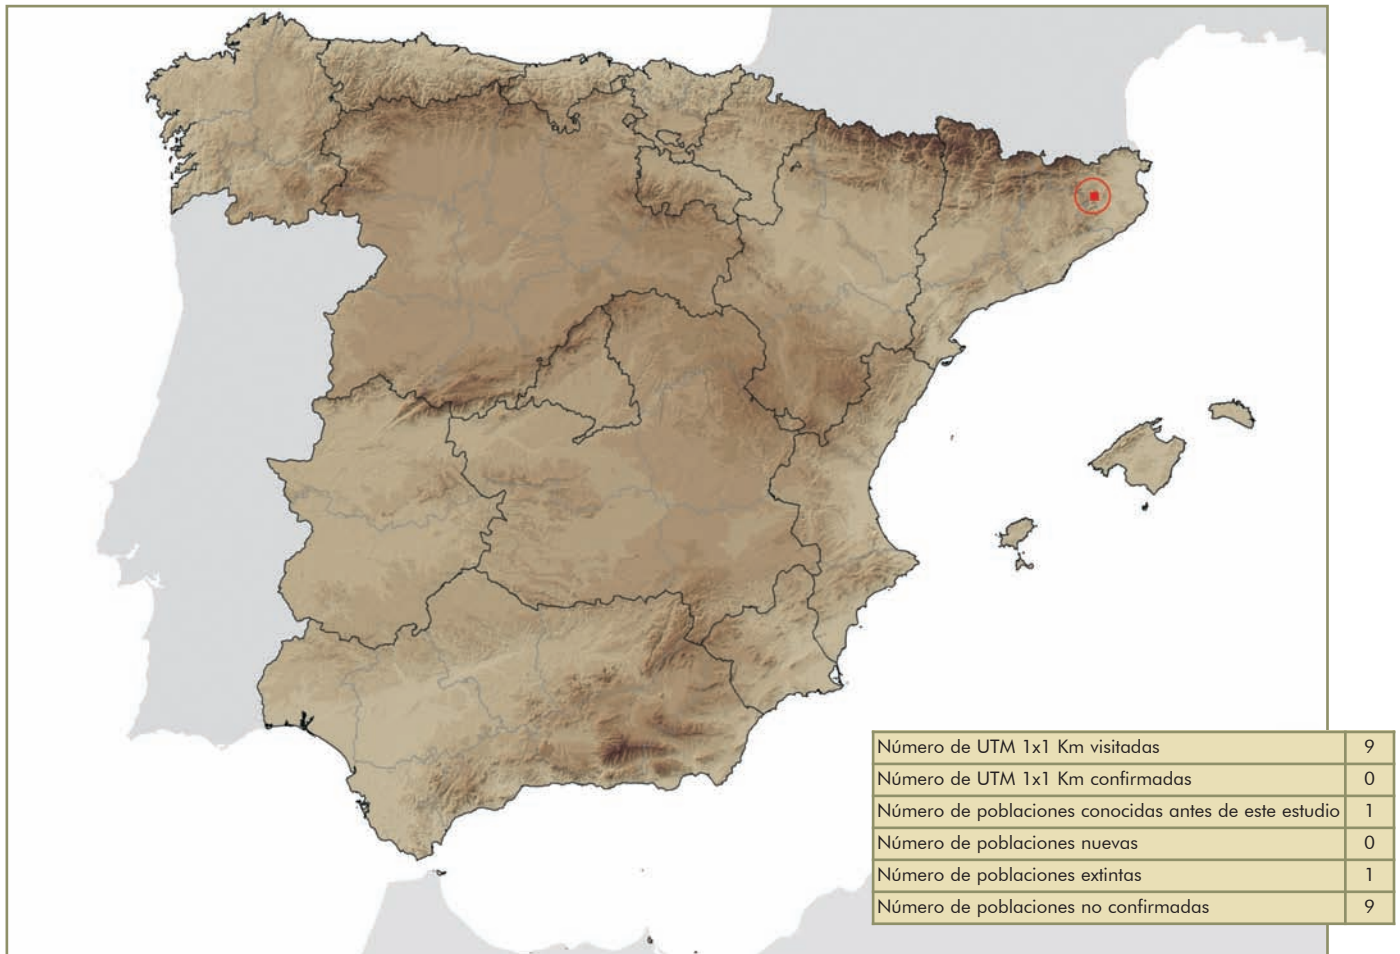 Número de UTM 1x1 Km visitadas 9
Número de UTM 1x1 Km confirmadas 0
Número de poblaciones conocidas antes de este estudio 1
Número de poblaciones nuevas 0
Número de poblaciones extintas 1
Número de poblaciones no confirmadas 9